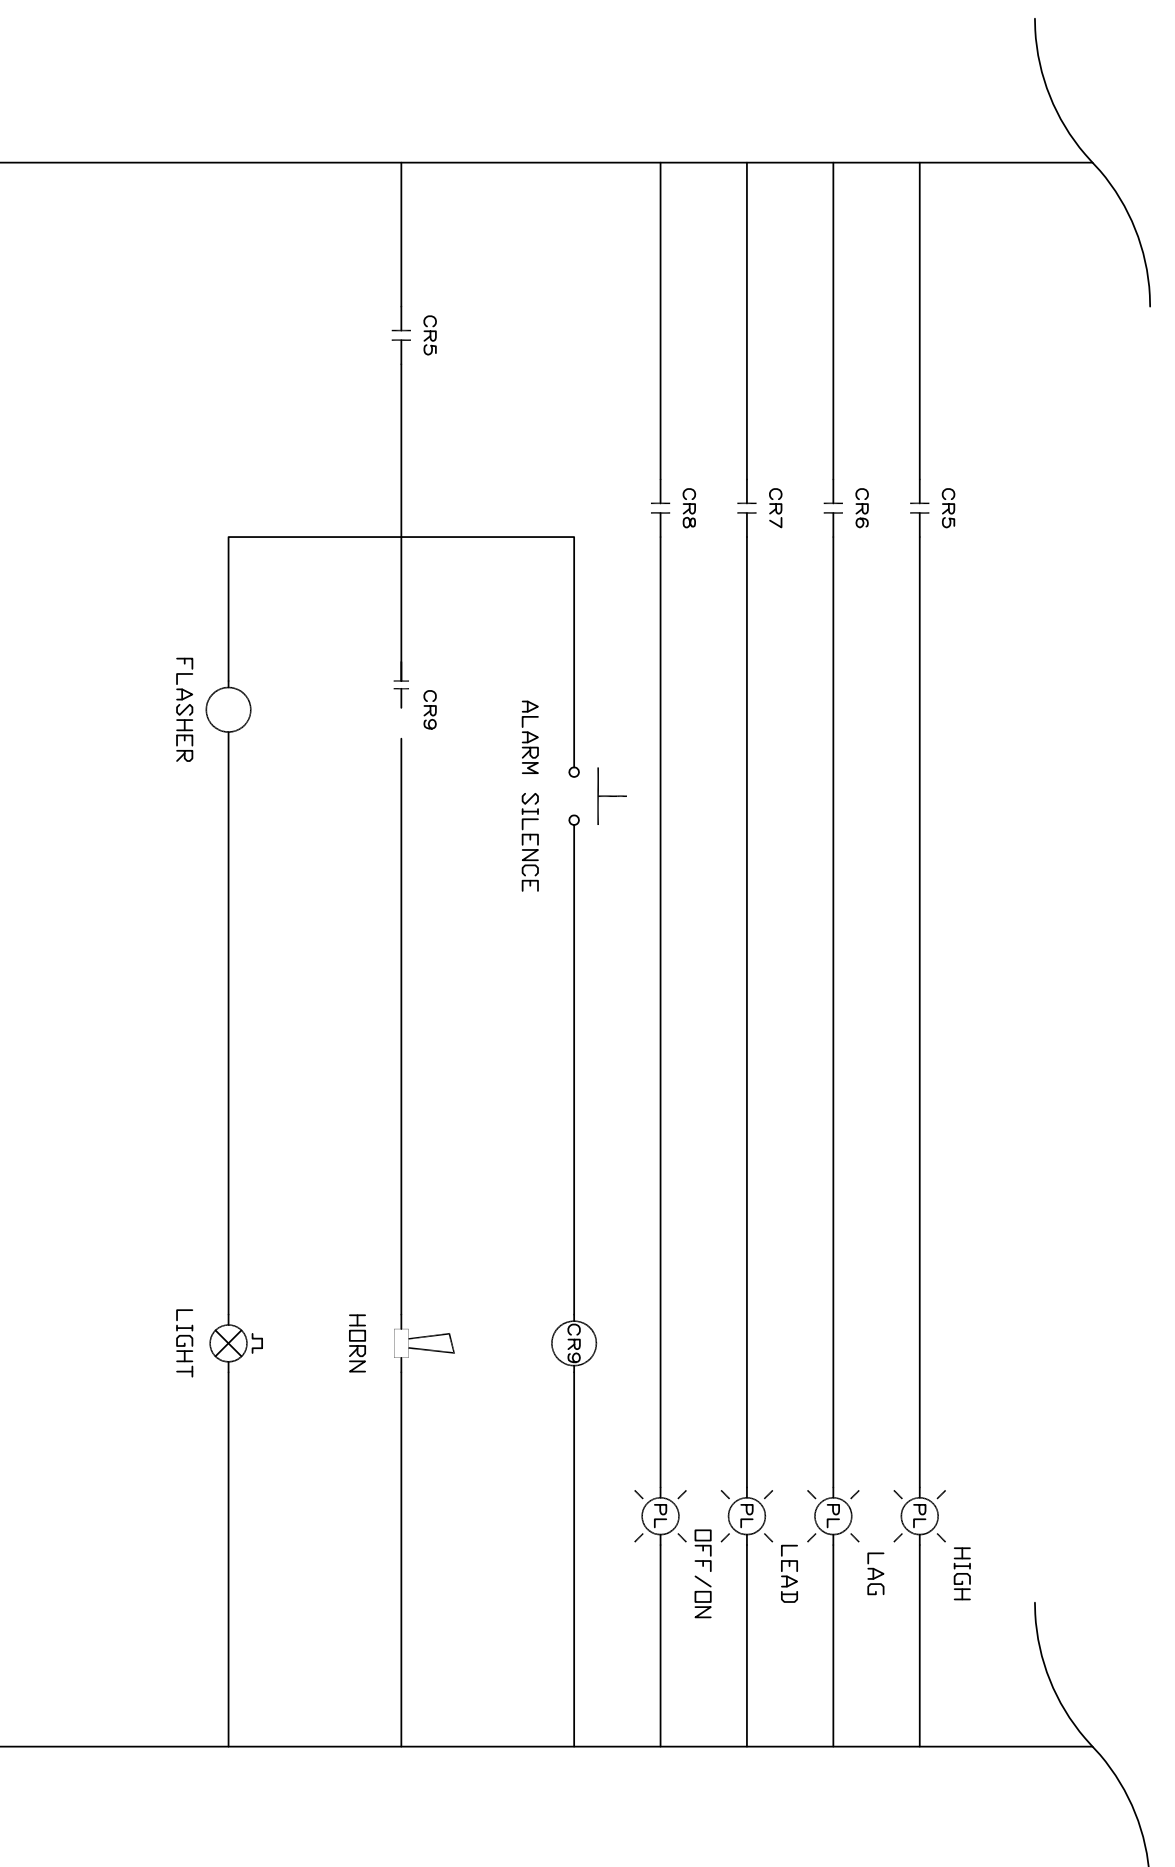 CR5
HIGH
PL
CR6
LAG
PL
CR7
LEAD
PL
CR8
OFF/ON
PL
ALARM SILENCE
CR9
CR5
CR9
HORN
FLASHER
LIGHT